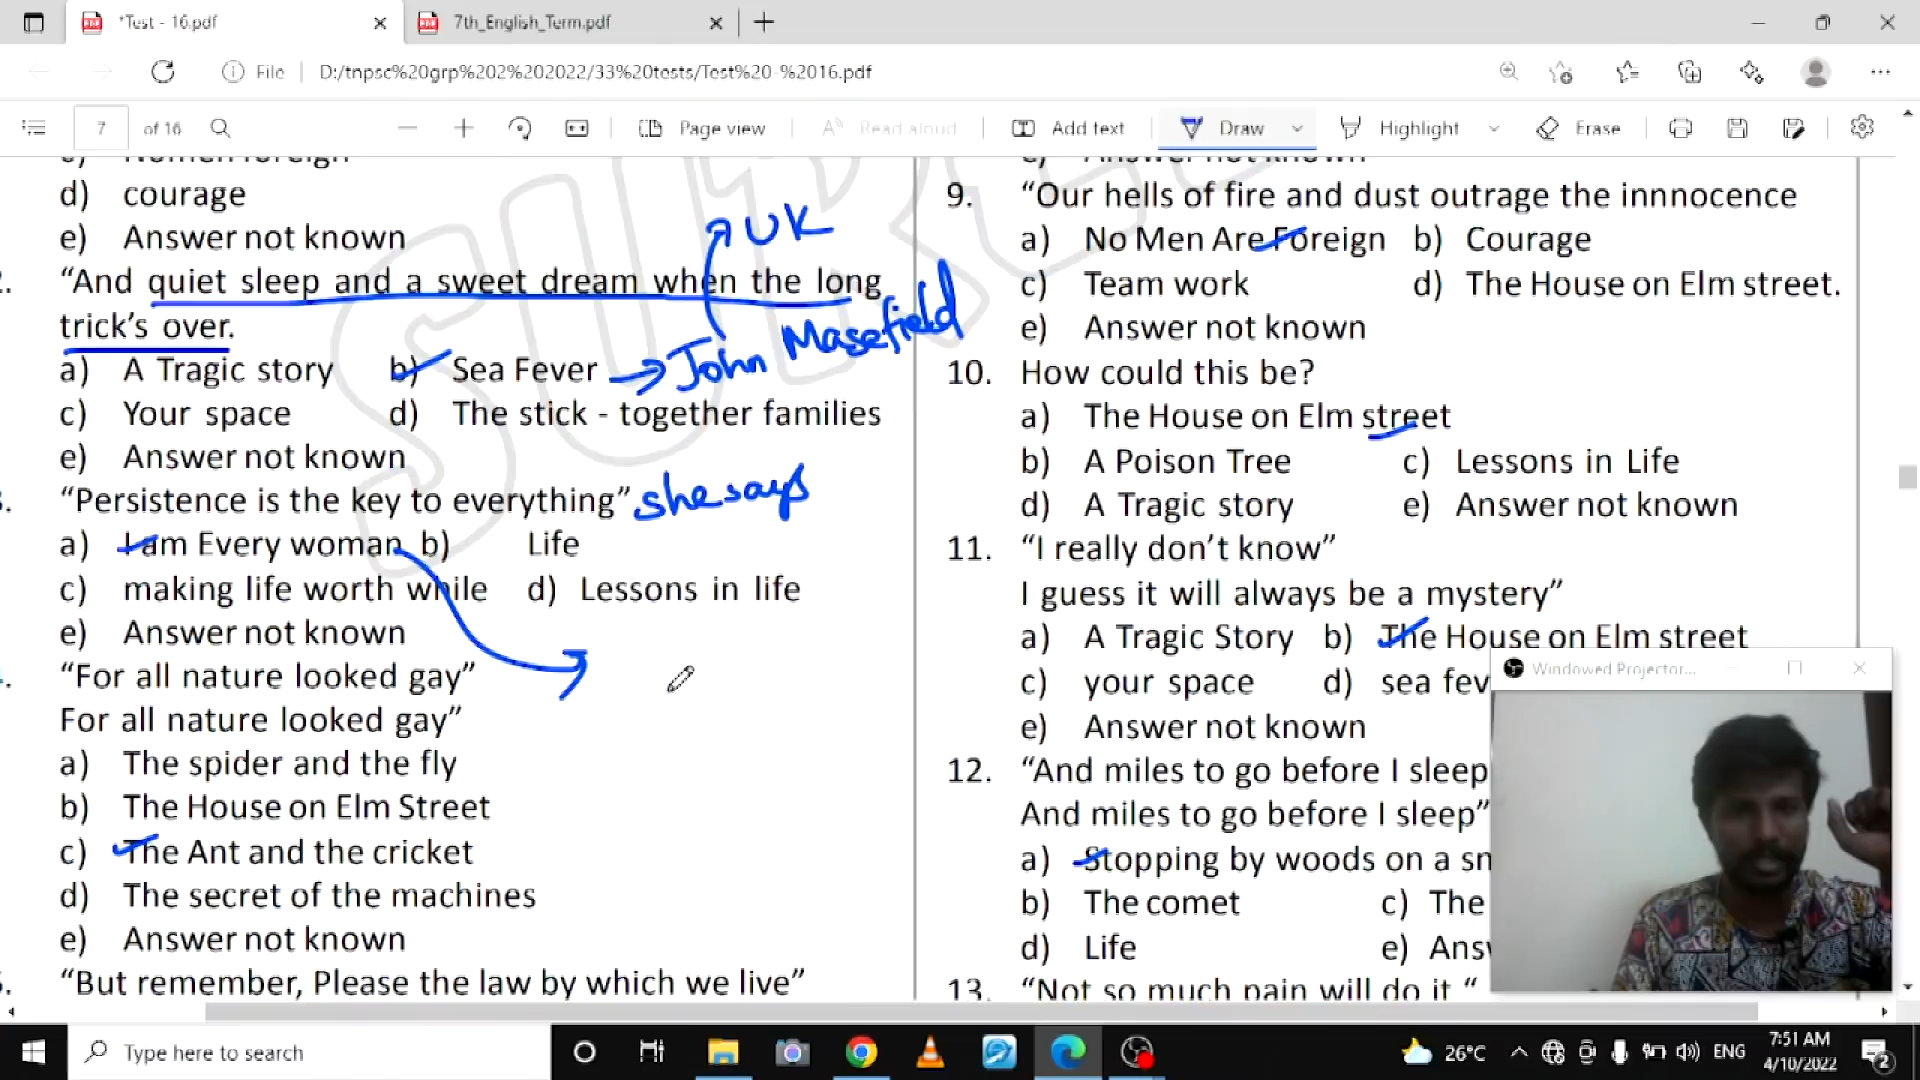 *Test - 16.pdf
7th_English_Term.pdf
File
D:/tnpsc%20grp%202%202022/33%20tests/Test%20-%2016.pdf
7 of 16
Page view
Read aloud
Add text
Draw
Highlight
Erase
d) courage
e) Answer not known
"And quiet sleep and a sweet dream when the long
trick's over.
a) A Tragic story b) Sea Fever → John Masefield
UK
c) Your space d) The stick - together families
e) Answer not known
"Persistence is the key to everything" she says
a) I am Every woman b) Life
c) making life worth while d) Lessons in life
e) Answer not known
"For all nature looked gay"
For all nature looked gay"
a) The spider and the fly
b) The House on Elm Street
c) The Ant and the cricket
d) The secret of the machines
e) Answer not known
"But remember, Please the law by which we live"
9. "Our hells of fire and dust outrage the innnocence
a) No Men Are Foreign b) Courage
c) Team work d) The House on Elm street.
e) Answer not known
10. How could this be?
a) The House on Elm street
b) A Poison Tree c) Lessons in Life
d) A Tragic story e) Answer not known
11. "I really don't know"
I guess it will always be a mystery"
a) A Tragic Story b) The House on Elm street
c) your space d) sea fev
e) Answer not known
12. "And miles to go before I sleep
And miles to go before I sleep"
a) Stopping by woods on a sn
b) The comet c) The
d) Life e) Ans
13. "Not so much pain will do it "
Windowed Projector...
Type here to search
26°C
ENG
7:51 AM
4/10/2022
2